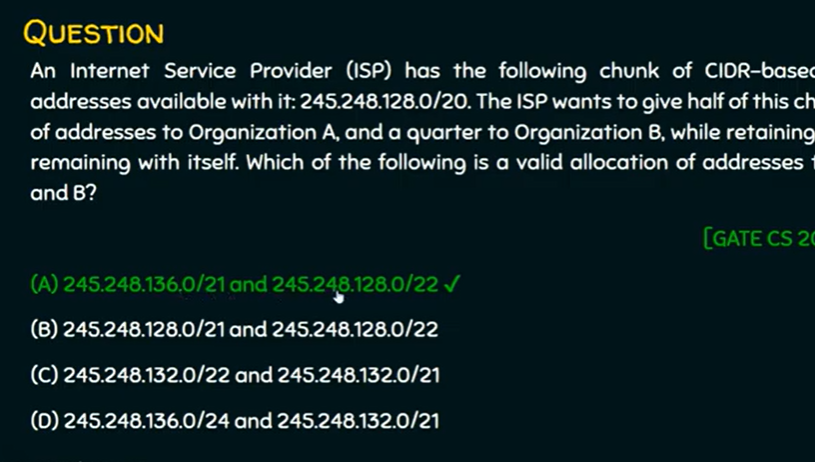 QUESTION
An Internet Service Provider (ISP) has the following chunk of CIDR-based
addresses available with it: 245.248.128.0/20. The ISP wants to give half of this ch
of addresses to Organization A, and a quarter to Organization B, while retaining
remaining with itself. Which of the following is a valid allocation of addresses t
and B?
[GATE CS 20
(A) 245.248.136.0/21 and 245.248.128.0/22 ✓
(B) 245.248.128.0/21 and 245.248.128.0/22
(C) 245.248.132.0/22 and 245.248.132.0/21
(D) 245.248.136.0/24 and 245.248.132.0/21